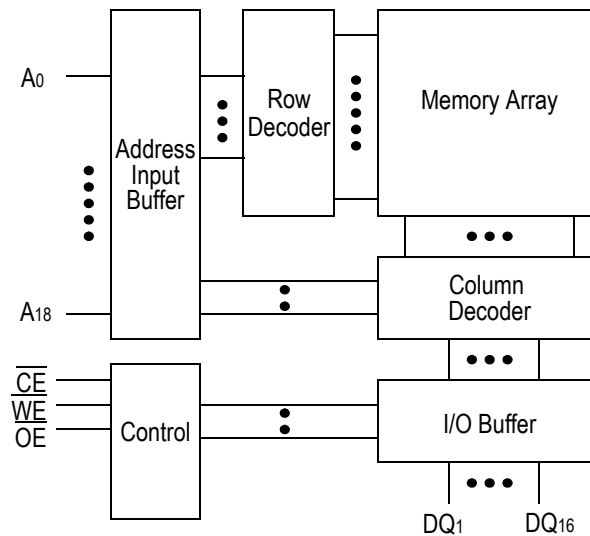 A0
Address
Input
Buffer
Row
Decoder
Memory Array
A18
Column
Decoder
CE
WE
OE
Control
I/O Buffer
DQ1
DQ16